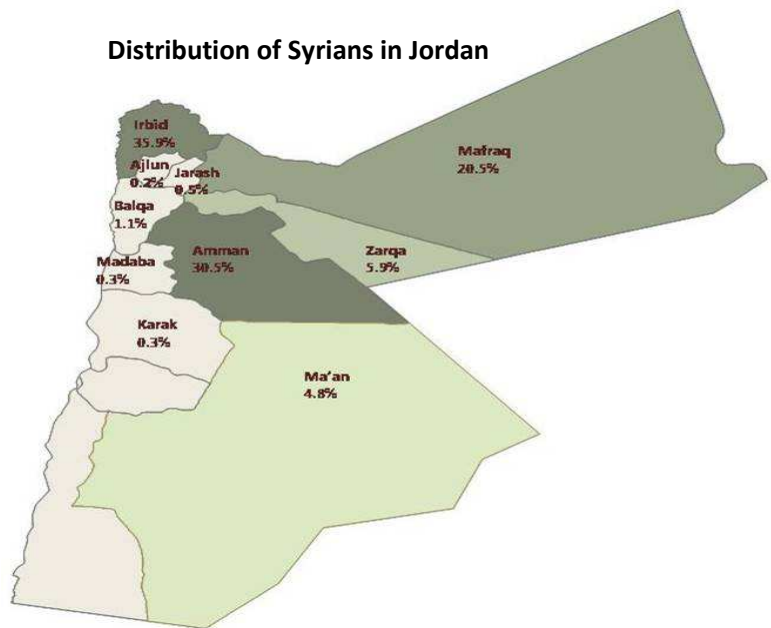 Distribution of Syrians in Jordan
Irbid
35.9%
Mafraq
20.5%
Ajlun
0.2%
Jarash
0.5%
Balqa
1.1%
Amman
30.5%
Zarqa
5.9%
Madaba
0.3%
Karak
0.3%
Ma'an
4.8%